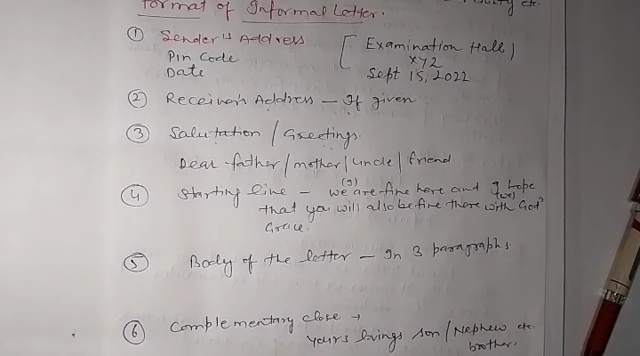 etc.
Format of Informal Letter.
① Sender's Address [ Examination Hall,
Pin Code XYZ
Date Sept 15, 2022
② Receiver's Address – If given
③ Salutation / Greetings.
Dear father / mother / uncle / friend
④ Starting line – we (I) are fine here and I (we) hope
that you will also be fine there with God's
Grace.
5 Body of the letter – In 3 paragraphs
⑥ Complementary close →
yours livings son / Nephew etc.
brother.